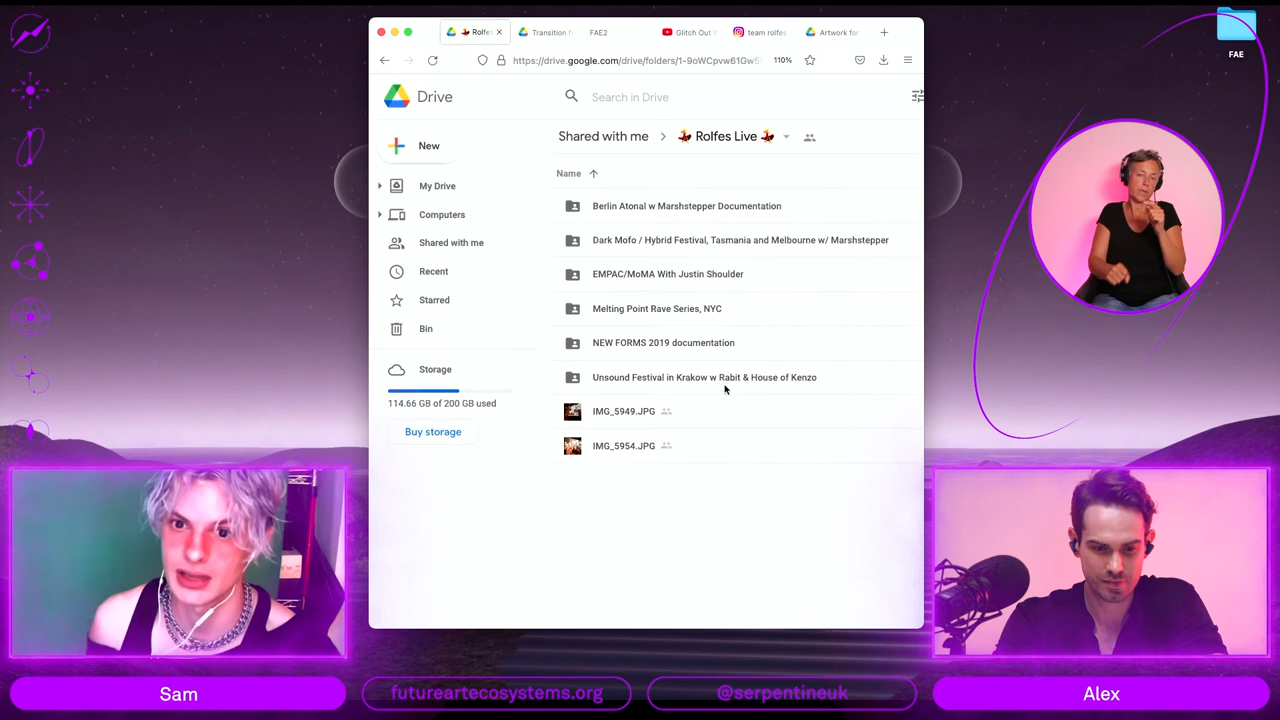 Rolfes
Transition f
FAE2
Glitch Out
team rolfes
Artwork for
https://drive.google.com/drive/folders/1-9oWCpvw61Gw5
110%
Drive
Search in Drive
FAE
New
Shared with me
Rolfes Live
Name
My Drive
Computers
Shared with me
Recent
Starred
Bin
Storage
114.66 GB of 200 GB used
Buy storage
Berlin Atonal w Marshstepper Documentation
Dark Mofo / Hybrid Festival, Tasmania and Melbourne w/ Marshstepper
EMPAC/MoMA With Justin Shoulder
Melting Point Rave Series, NYC
NEW FORMS 2019 documentation
Unsound Festival in Krakow w Rabit & House of Kenzo
IMG_5949.JPG
IMG_5954.JPG
Sam
futureartecosystems.org
@serpentineuk
Alex